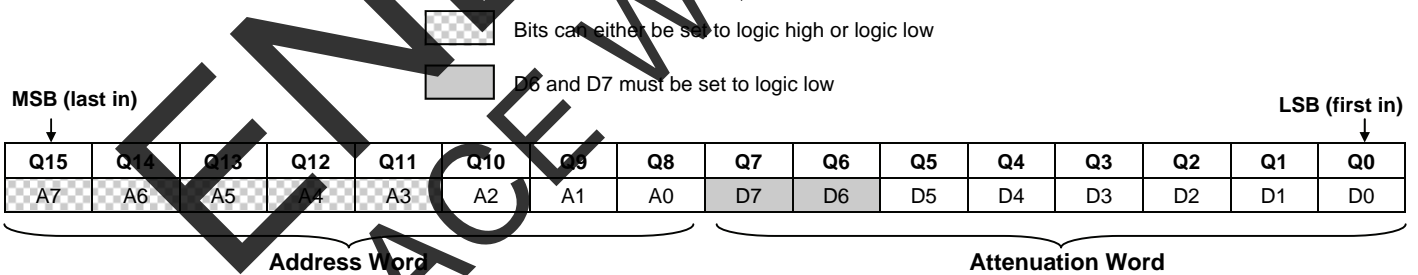 Bits can either be set to logic high or logic low
D6 and D7 must be set to logic low
MSB (last in)
LSB (first in)
Q15 Q14 Q13 Q12 Q11 Q10 Q9 Q8 Q7 Q6 Q5 Q4 Q3 Q2 Q1 Q0
A7 A6 A5 A4 A3 A2 A1 A0 D7 D6 D5 D4 D3 D2 D1 D0
Address Word
Attenuation Word